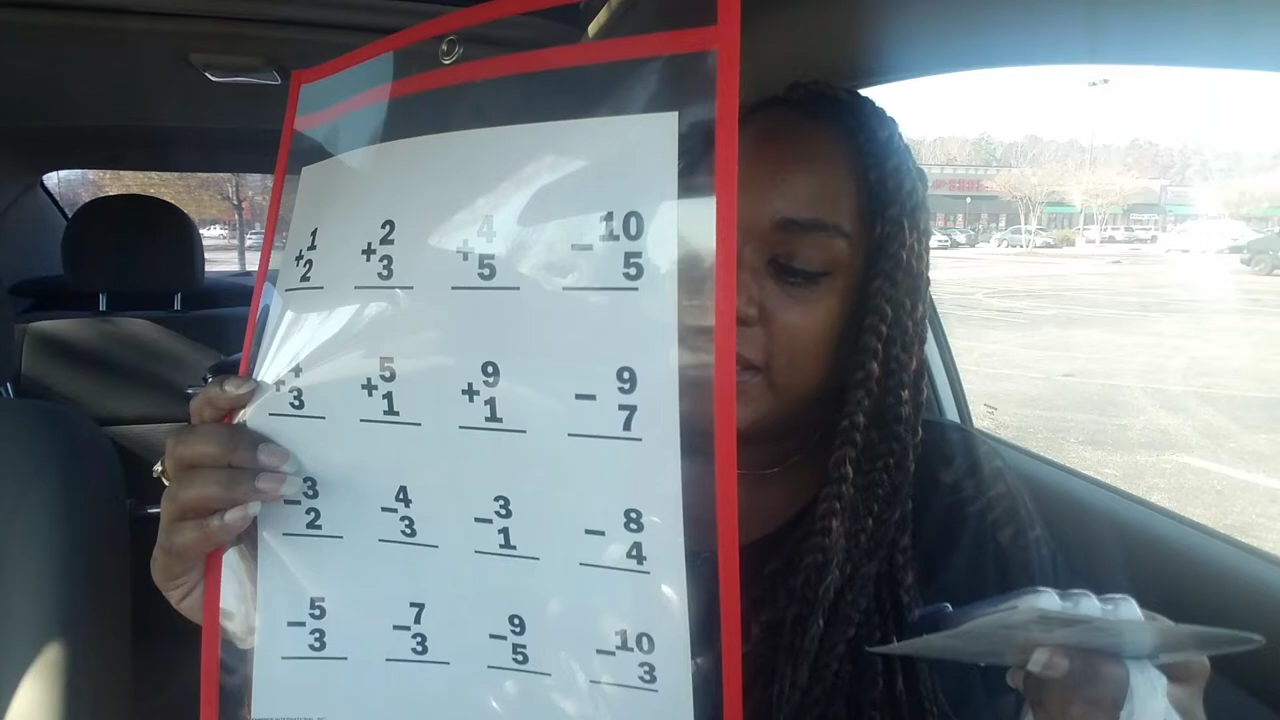 1 2 4 10
+2 +3 +5 - 5
5 9 9
+3 +1 +1 - 7
3 4 3 8
-2 -3 -1 - 4
5 7 9 10
-3 -3 -5 - 3